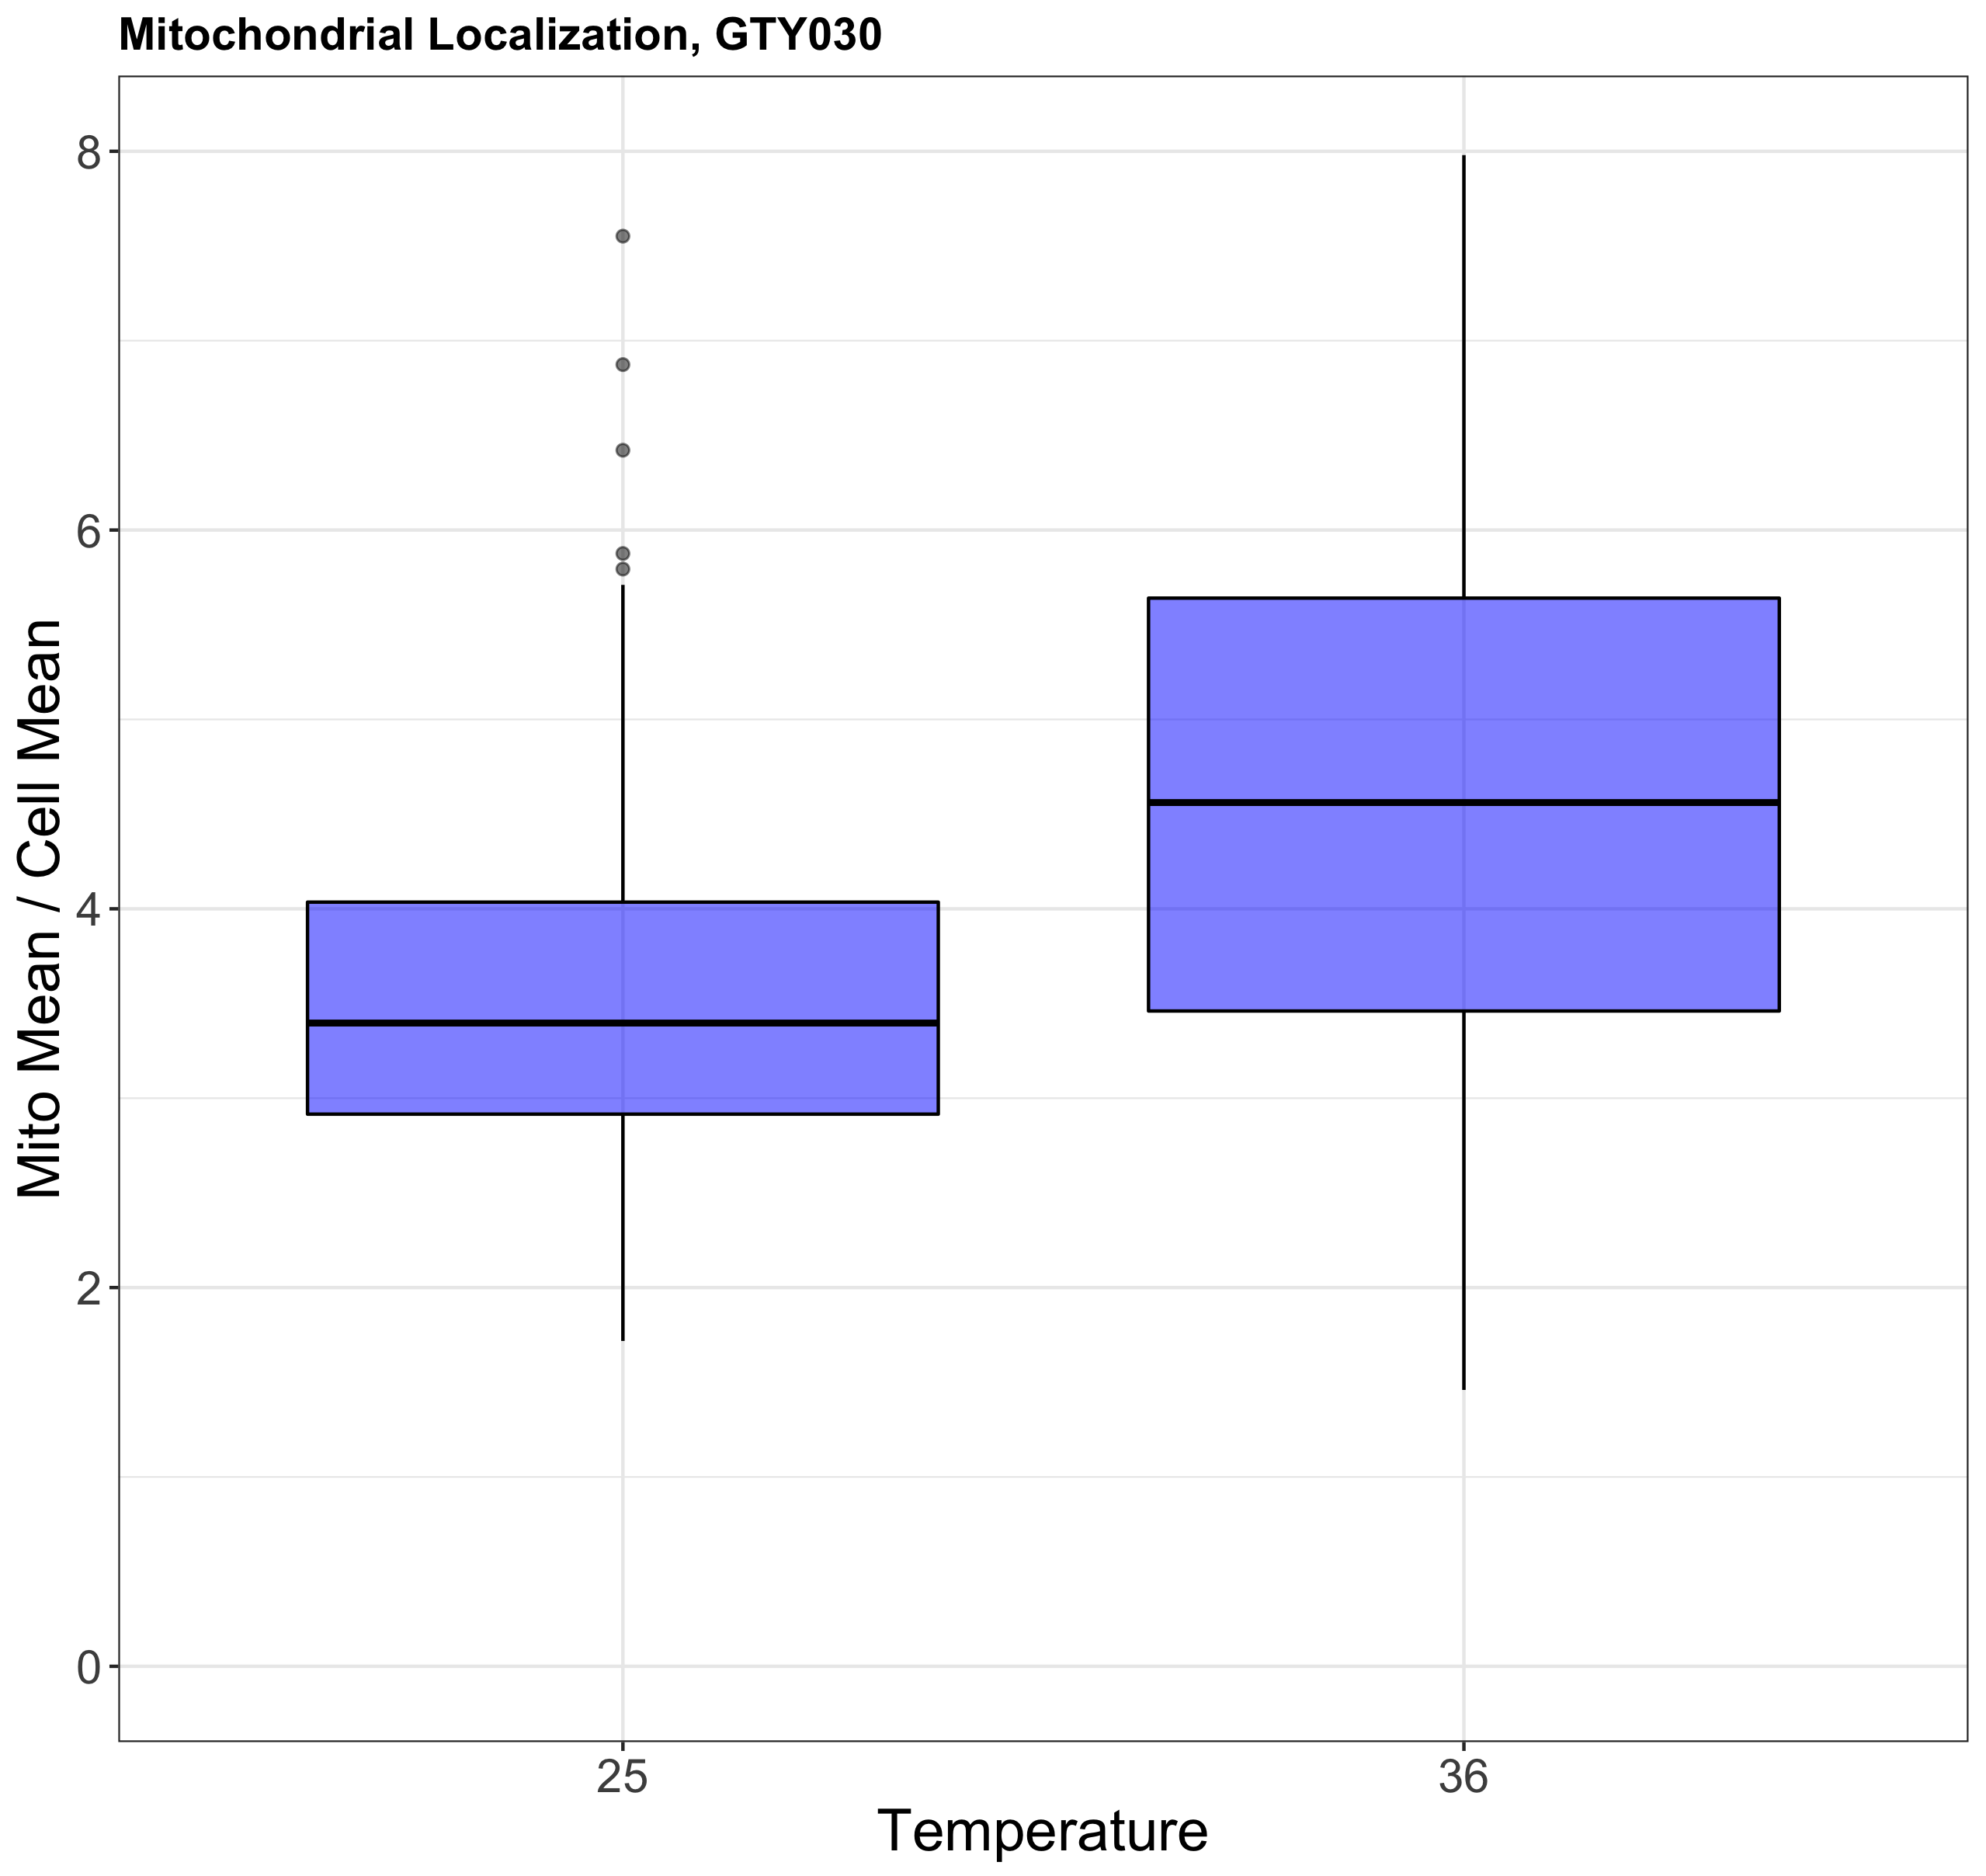 Mitochondrial Localization, GTY030
Mito Mean / Cell Mean
8
6
4
2
0
25
36
Temperature